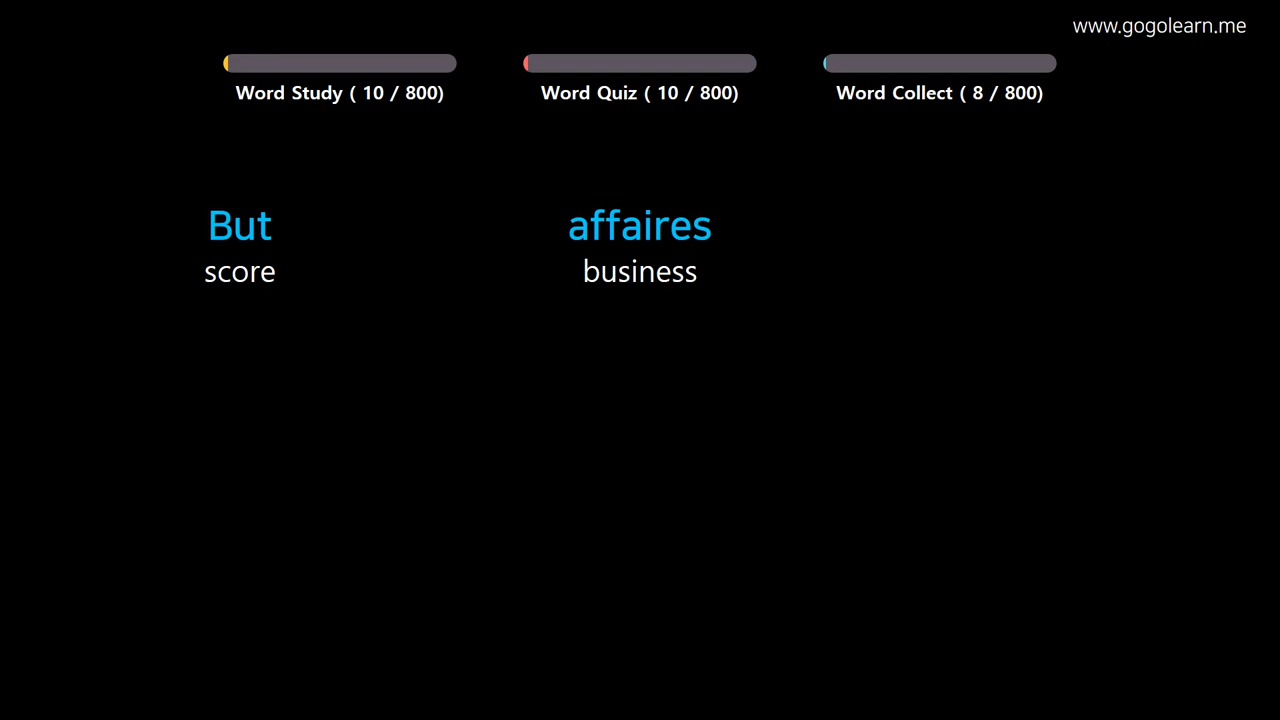 www.gogolearn.me
Word Study ( 10 / 800)
Word Quiz ( 10 / 800)
Word Collect ( 8 / 800)
But
score
affaires
business